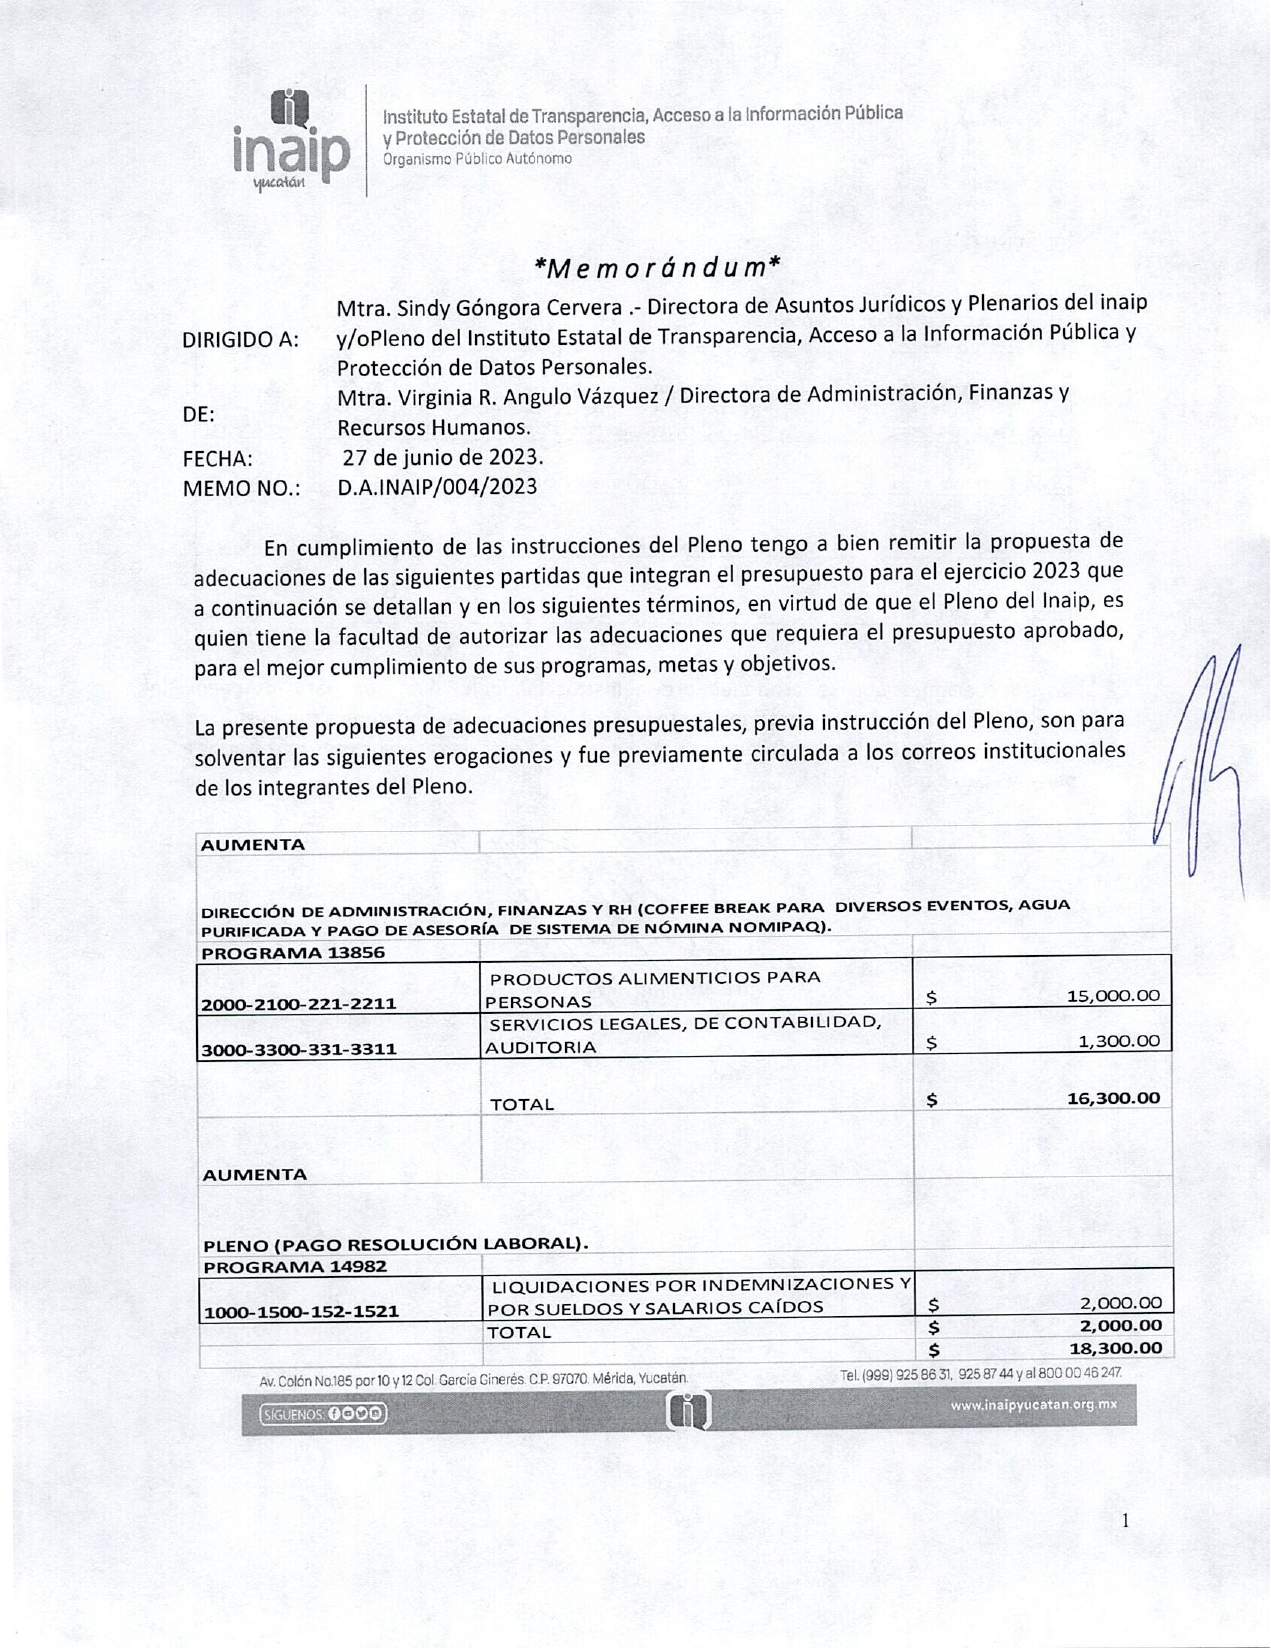 inaip
yucatán
Instituto Estatal de Transparencia, Acceso a la Información Pública
y Protección de Datos Personales
Organismo Público Autónomo
*Memorándum*
DIRIGIDO A:
Mtra. Sindy Góngora Cervera .- Directora de Asuntos Jurídicos y Plenarios del inaip
y/oPleno del Instituto Estatal de Transparencia, Acceso a la Información Pública y
Protección de Datos Personales.
DE:
Mtra. Virginia R. Angulo Vázquez / Directora de Administración, Finanzas y
Recursos Humanos.
FECHA: 27 de junio de 2023.
MEMO NO.: D.A.INAIP/004/2023
En cumplimiento de las instrucciones del Pleno tengo a bien remitir la propuesta de
adecuaciones de las siguientes partidas que integran el presupuesto para el ejercicio 2023 que
a continuación se detallan y en los siguientes términos, en virtud de que el Pleno del Inaip, es
quien tiene la facultad de autorizar las adecuaciones que requiera el presupuesto aprobado,
para el mejor cumplimiento de sus programas, metas y objetivos.
La presente propuesta de adecuaciones presupuestales, previa instrucción del Pleno, son para
solventar las siguientes erogaciones y fue previamente circulada a los correos institucionales
de los integrantes del Pleno.
AUMENTA
DIRECCIÓN DE ADMINISTRACIÓN, FINANZAS Y RH (COFFEE BREAK PARA DIVERSOS EVENTOS, AGUA
PURIFICADA Y PAGO DE ASESORÍA DE SISTEMA DE NÓMINA NOMIPAQ).
PROGRAMA 13856
PRODUCTOS ALIMENTICIOS PARA
2000-2100-221-2211 PERSONAS $ 15,000.00
SERVICIOS LEGALES, DE CONTABILIDAD,
3000-3300-331-3311 AUDITORIA $ 1,300.00
TOTAL $ 16,300.00
AUMENTA
PLENO (PAGO RESOLUCIÓN LABORAL).
PROGRAMA 14982
LIQUIDACIONES POR INDEMNIZACIONES Y
1000-1500-152-1521 POR SUELDOS Y SALARIOS CAÍDOS $ 2,000.00
TOTAL $ 2,000.00
$ 18,300.00
Av. Colón No.185 por 10 y 12 Col. García Ginerés. C.P. 97070. Mérida, Yucatán.
Tel. (999) 925 86 31, 925 87 44 y al 800 00 46 247.
SÍGUENOS:
www.inaipyucatan.org.mx
1